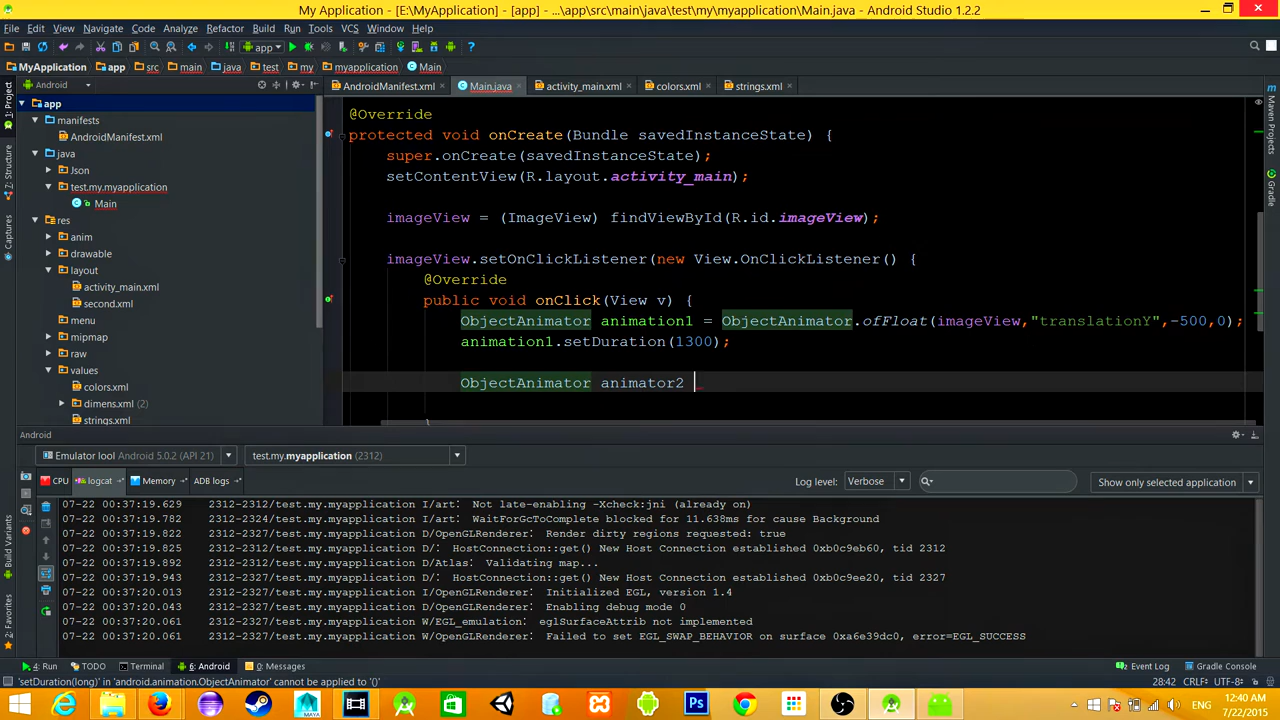 My Application - [E:\MyApplication] - [app] - ...\app\src\main\java\test\my\myapplication\Main.java - Android Studio 1.2.2
File Edit View Navigate Code Analyze Refactor Build Run Tools VCS Window Help
app
MyApplication app src main java test my myapplication Main
Android
AndroidManifest.xml Main.java activity_main.xml colors.xml strings.xml
1: Project
7: Structure
Captures
Build Variants
2: Favorites
app
manifests
AndroidManifest.xml
java
Json
test.my.myapplication
Main
res
anim
drawable
layout
activity_main.xml
second.xml
menu
mipmap
raw
values
colors.xml
dimens.xml (2)
strings.xml
@Override
protected void onCreate(Bundle savedInstanceState) {
super.onCreate(savedInstanceState);
setContentView(R.layout.activity_main);
imageView = (ImageView) findViewById(R.id.imageView);
imageView.setOnClickListener(new View.OnClickListener() {
@Override
public void onClick(View v) {
ObjectAnimator animation1 = ObjectAnimator.ofFloat(imageView,"translationY",-500,0);
animation1.setDuration(1300);
ObjectAnimator animator2
}
Maven Projects
Gradle
Android
Emulator lool Android 5.0.2 (API 21) test.my.myapplication (2312)
CPU logcat Memory ADB logs Log level: Verbose Show only selected application
07-22 00:37:19.629 2312-2312/test.my.myapplication I/art: Not late-enabling -Xcheck:jni (already on)
07-22 00:37:19.782 2312-2324/test.my.myapplication I/art: WaitForGcToComplete blocked for 11.638ms for cause Background
07-22 00:37:19.822 2312-2327/test.my.myapplication D/OpenGLRenderer: Render dirty regions requested: true
07-22 00:37:19.825 2312-2312/test.my.myapplication D/: HostConnection::get() New Host Connection established 0xb0c9eb60, tid 2312
07-22 00:37:19.892 2312-2312/test.my.myapplication D/Atlas: Validating map...
07-22 00:37:19.943 2312-2327/test.my.myapplication D/: HostConnection::get() New Host Connection established 0xb0c9ee20, tid 2327
07-22 00:37:20.013 2312-2327/test.my.myapplication I/OpenGLRenderer: Initialized EGL, version 1.4
07-22 00:37:20.043 2312-2327/test.my.myapplication D/OpenGLRenderer: Enabling debug mode 0
07-22 00:37:20.061 2312-2327/test.my.myapplication W/EGL_emulation: eglSurfaceAttrib not implemented
07-22 00:37:20.061 2312-2327/test.my.myapplication W/OpenGLRenderer: Failed to set EGL_SWAP_BEHAVIOR on surface 0xa6e39dc0, error=EGL_SUCCESS
4: Run TODO Terminal 6: Android 0: Messages Event Log Gradle Console
'setDuration(long)' in 'android.animation.ObjectAnimator' cannot be applied to '()' 28:42 CRLF: UTF-8:
MAYA Ps ENG 12:40 AM
7/22/2015